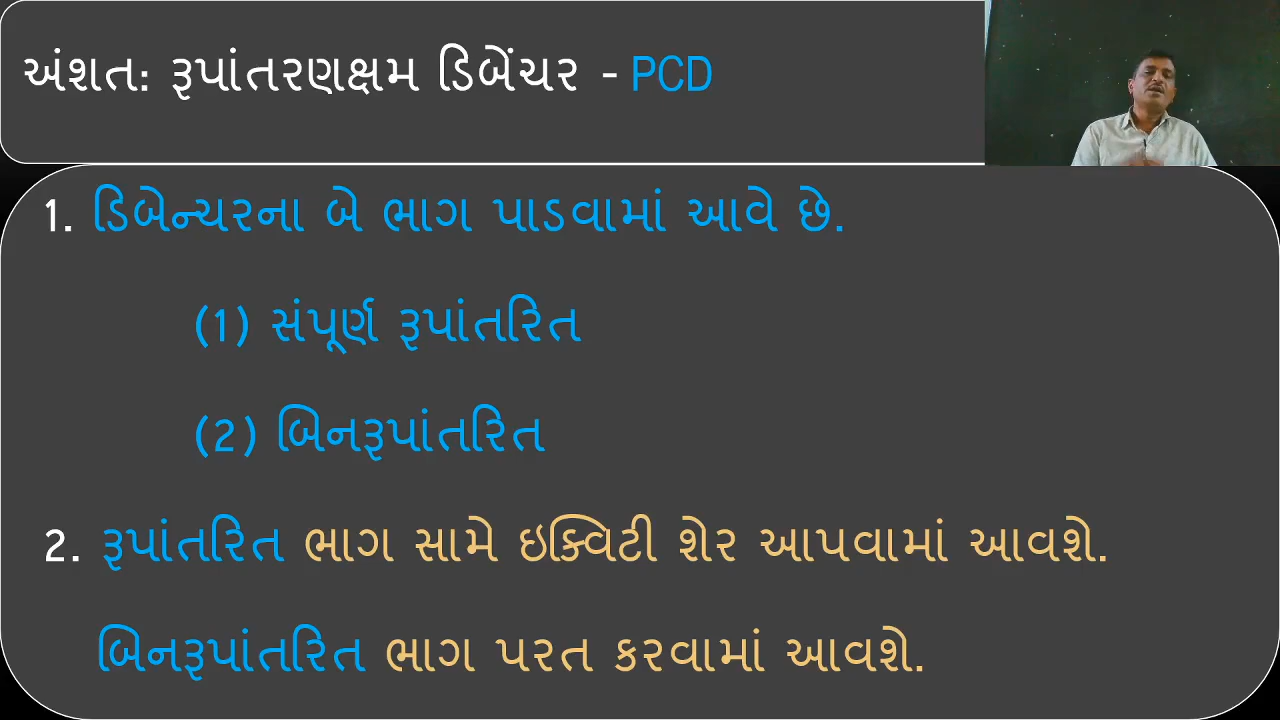 અંશત: રૂપાંતરણક્ષમ ડિબેંચર - PCD
1. ડિબેન્ચરના બે ભાગ પાડવામાં આવે છે.
(1) સંપૂર્ણ રૂપાંતરિત
(2) બિનરૂપાંતરિત
2. રૂપાંતરિત ભાગ સામે ઇક્વિટી શેર આપવામાં આવશે.
બિનરૂપાંતરિત ભાગ પરત કરવામાં આવશે.